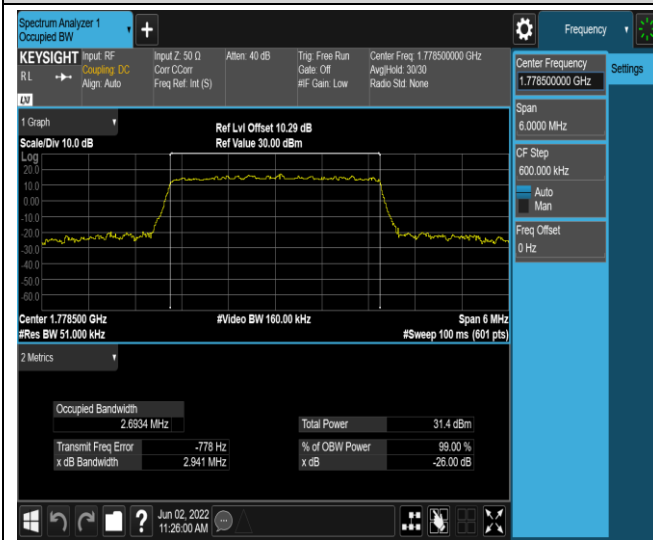 Spectrum Analyzer 1
Occupied BW
+
Frequency
KEYSIGHT
RL
LXI
Input: RF
Coupling: DC
Align: Auto
Input Z: 50 Ω
Corr CCorr
Freq Ref: Int (S)
Atten: 40 dB
Trig: Free Run
Gate: Off
#IF Gain: Low
Center Freq: 1.778500000 GHz
Avg|Hold: 30/30
Radio Std: None
Center Frequency
1.778500000 GHz
Settings
Span
6.0000 MHz
CF Step
600.000 kHz
Auto
Man
Freq Offset
0 Hz
1 Graph
Scale/Div 10.0 dB
Ref Lvl Offset 10.29 dB
Ref Value 30.00 dBm
Log
20.0
10.0
0.00
-10.0
-20.0
-30.0
-40.0
-50.0
-60.0
Center 1.778500 GHz
#Video BW 160.00 kHz
Span 6 MHz
#Res BW 51.000 kHz
#Sweep 100 ms (601 pts)
2 Metrics
Occupied Bandwidth
2.6934 MHz
Total Power 31.4 dBm
Transmit Freq Error -778 Hz
% of OBW Power 99.00 %
x dB Bandwidth 2.941 MHz
x dB -26.00 dB
?
Jun 02, 2022
11:26:00 AM